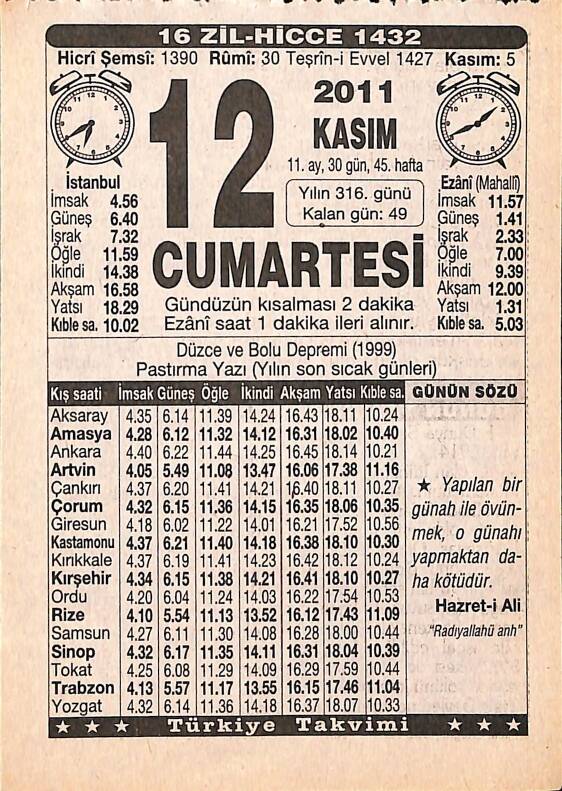 16 ZİL-HİCCE 1432
Hicrî Şemsî: 1390 Rûmî: 30 Teşrîn-i Evvel 1427 Kasım: 5
12
2011
KASIM
11. ay, 30 gün, 45. hafta
Yılın 316. günü
Kalan gün: 49
CUMARTESİ
Gündüzün kısalması 2 dakika
Ezânî saat 1 dakika ileri alınır.
İstanbul
İmsak 4.56
Güneş 6.40
İşrak 7.32
Öğle 11.59
İkindi 14.38
Akşam 16.58
Yatsı 18.29
Kıble sa. 10.02
Ezânî (Mahallî)
İmsak 11.57
Güneş 1.41
İşrak 2.33
Öğle 7.00
İkindi 9.39
Akşam 12.00
Yatsı 1.31
Kıble sa. 5.03
Düzce ve Bolu Depremi (1999)
Pastırma Yazı (Yılın son sıcak günleri)
Kış saati İmsak Güneş Öğle İkindi Akşam Yatsı Kıble sa.
Aksaray 4.35 6.14 11.39 14.24 16.43 18.11 10.24
Amasya 4.28 6.12 11.32 14.12 16.31 18.02 10.40
Ankara 4.40 6.22 11.44 14.25 16.45 18.14 10.21
Artvin 4.05 5.49 11.08 13.47 16.06 17.38 11.16
Çankırı 4.37 6.20 11.41 14.21 16.40 18.11 10.27
Çorum 4.32 6.15 11.36 14.15 16.35 18.06 10.35
Giresun 4.18 6.02 11.22 14.01 16.21 17.52 10.56
Kastamonu 4.37 6.21 11.40 14.18 16.38 18.10 10.30
Kırıkkale 4.37 6.19 11.41 14.23 16.42 18.12 10.24
Kırşehir 4.34 6.15 11.38 14.21 16.41 18.10 10.27
Ordu 4.20 6.04 11.24 14.03 16.22 17.54 10.53
Rize 4.10 5.54 11.13 13.52 16.12 17.43 11.09
Samsun 4.27 6.11 11.30 14.08 16.28 18.00 10.44
Sinop 4.32 6.17 11.35 14.11 16.31 18.04 10.39
Tokat 4.25 6.08 11.29 14.09 16.29 17.59 10.44
Trabzon 4.13 5.57 11.17 13.55 16.15 17.46 11.04
Yozgat 4.32 6.14 11.36 14.18 16.37 18.07 10.33
GÜNÜN SÖZÜ
★ Yapılan bir
günah ile övün-
mek, o günahı
yapmaktan da-
ha kötüdür.
Hazret-i Ali
"Radıyallahü anh"
★ ★ ★ Türkiye Takvimi ★ ★ ★